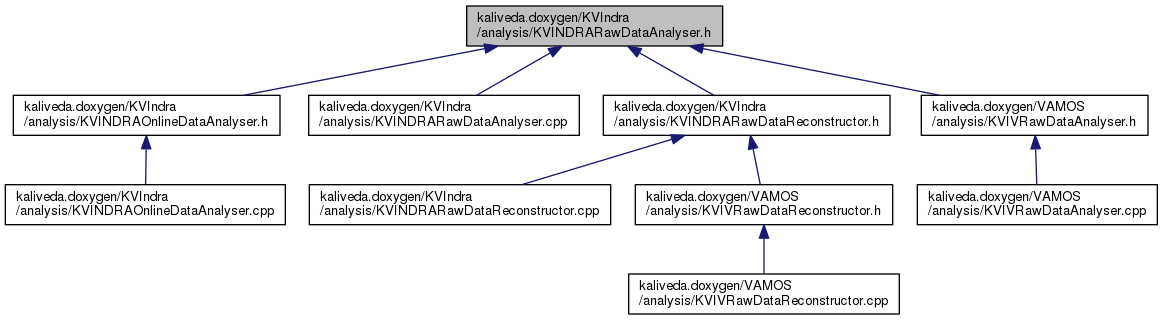 kaliveda.doxygen/KVIndra
/analysis/KVINDRARawDataAnalyser.h
kaliveda.doxygen/KVIndra
/analysis/KVINDRAOnlineDataAnalyser.h
kaliveda.doxygen/KVIndra
/analysis/KVINDRARawDataAnalyser.cpp
kaliveda.doxygen/KVIndra
/analysis/KVINDRARawDataReconstructor.h
kaliveda.doxygen/VAMOS
/analysis/KVIVRawDataAnalyser.h
kaliveda.doxygen/KVIndra
/analysis/KVINDRAOnlineDataAnalyser.cpp
kaliveda.doxygen/KVIndra
/analysis/KVINDRARawDataReconstructor.cpp
kaliveda.doxygen/VAMOS
/analysis/KVIVRawDataReconstructor.h
kaliveda.doxygen/VAMOS
/analysis/KVIVRawDataAnalyser.cpp
kaliveda.doxygen/VAMOS
/analysis/KVIVRawDataReconstructor.cpp